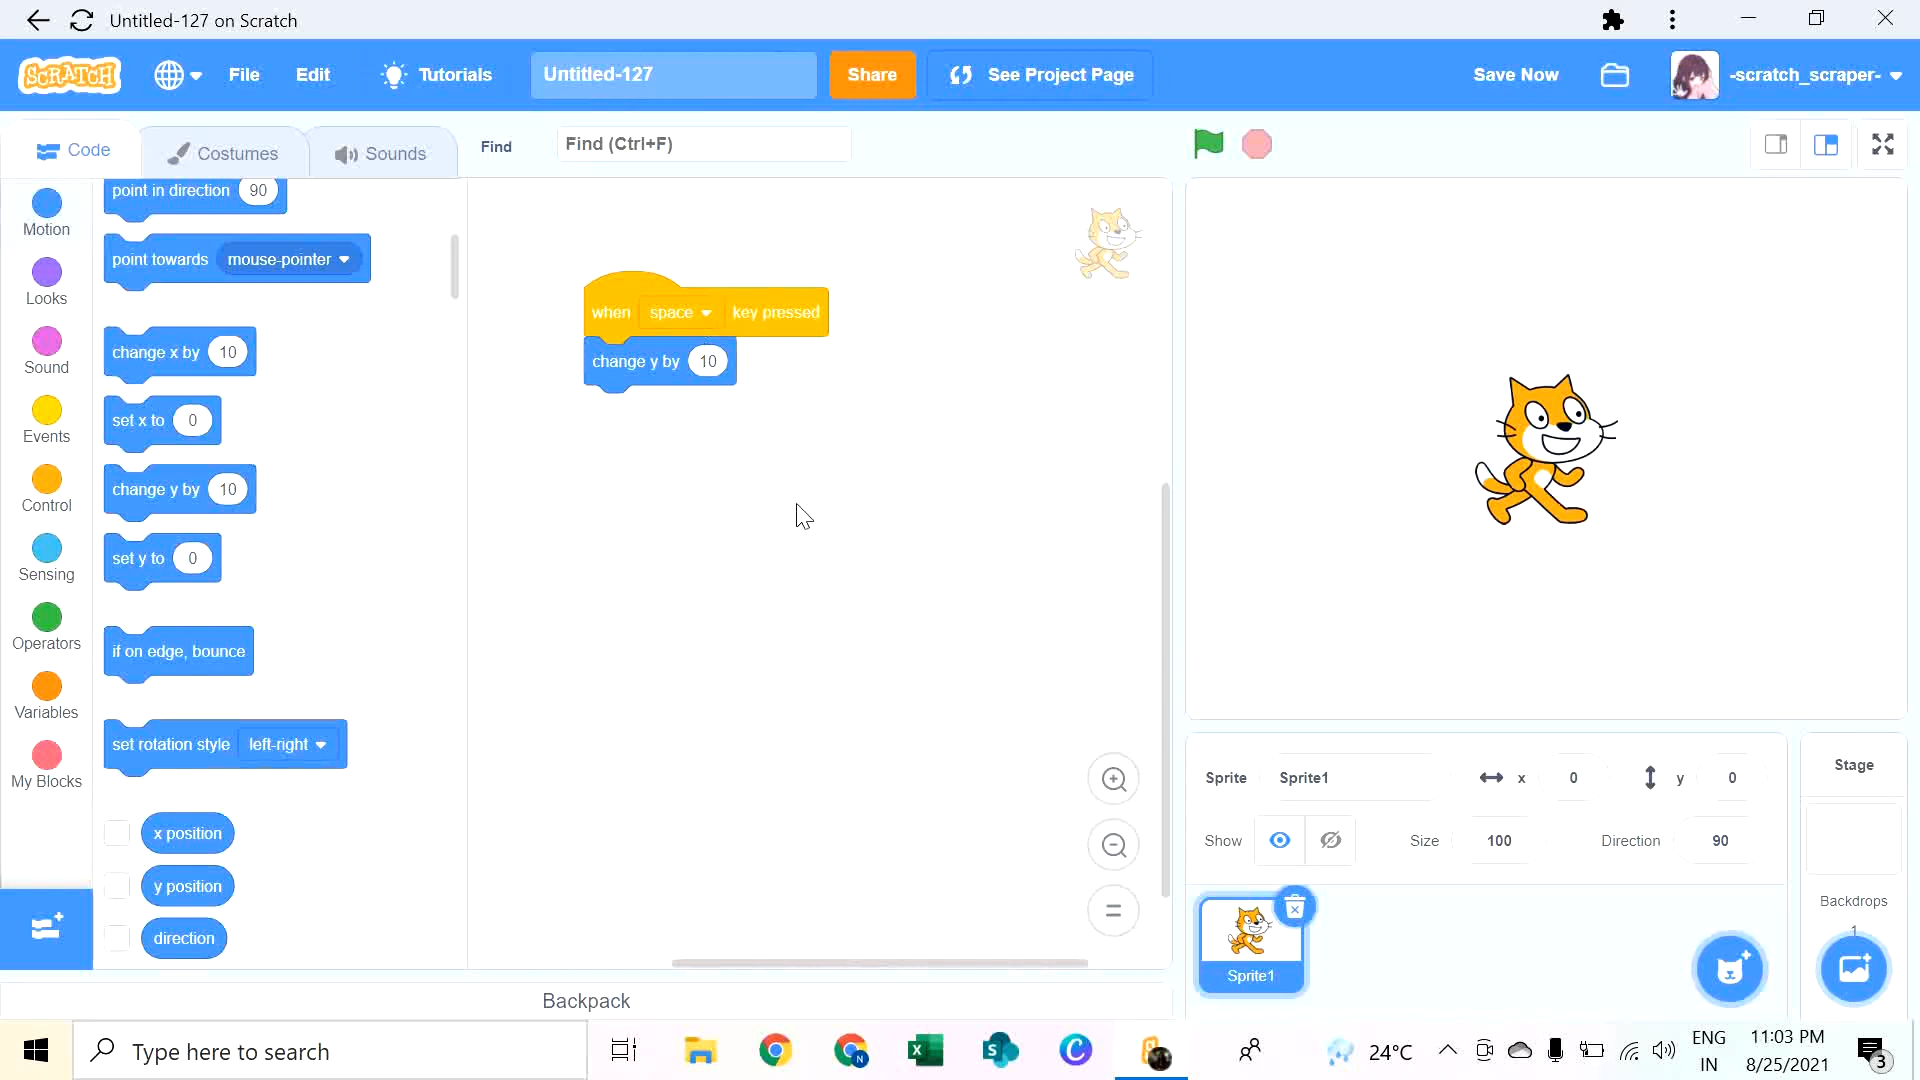 Untitled-127 on Scratch
SCRATCH File Edit Tutorials Untitled-127 Share See Project Page Save Now -scratch_scraper-
Code Costumes Sounds Find Find (Ctrl+F)
Motion
Looks
Sound
Events
Control
Sensing
Operators
Variables
My Blocks
point in direction 90
point towards mouse-pointer
change x by 10
set x to 0
change y by 10
set y to 0
if on edge, bounce
set rotation style left-right
x position
y position
direction
when space key pressed
change y by 10
Backpack
Sprite Sprite1 x 0 y 0
Show Size 100 Direction 90
Sprite1
Stage
Backdrops
1
Type here to search
N
X
S
24°C
ENG
IN
11:03 PM
8/25/2021
3